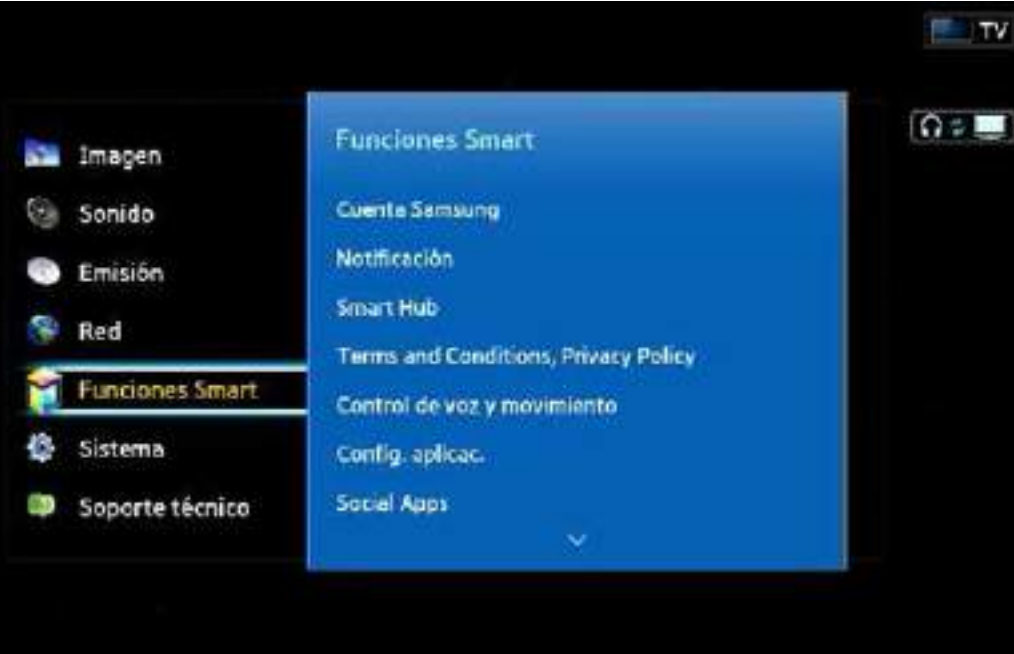 TV
Imagen
Sonido
Emisión
Red
Funciones Smart
Sistema
Soporte técnico
Funciones Smart
Cuenta Samsung
Notificación
Smart Hub
Terms and Conditions, Privacy Policy
Control de voz y movimiento
Config. aplicac.
Social Apps